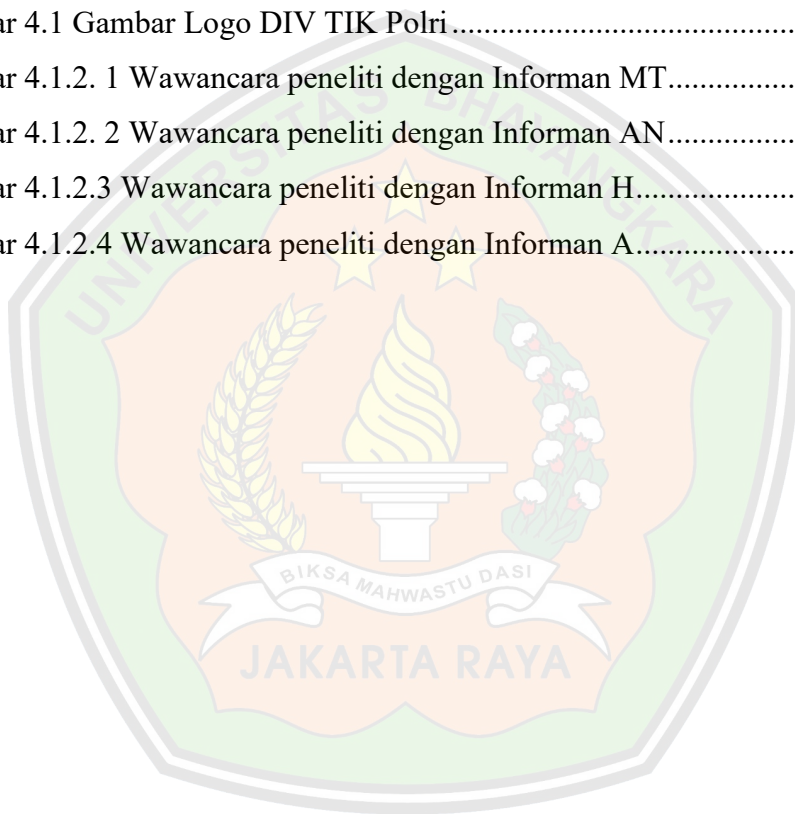 ar 4.1 Gambar Logo DIV TIK Polri........................................
ar 4.1.2. 1 Wawancara peneliti dengan Informan MT................
ar 4.1.2. 2 Wawancara peneliti dengan Informan AN................
ar 4.1.2.3 Wawancara peneliti dengan Informan H....................
ar 4.1.2.4 Wawancara peneliti dengan Informan A....................
UNIVERSITAS BHAYANGKARA
BIKSA MAHWASTU DASI
JAKARTA RAYA